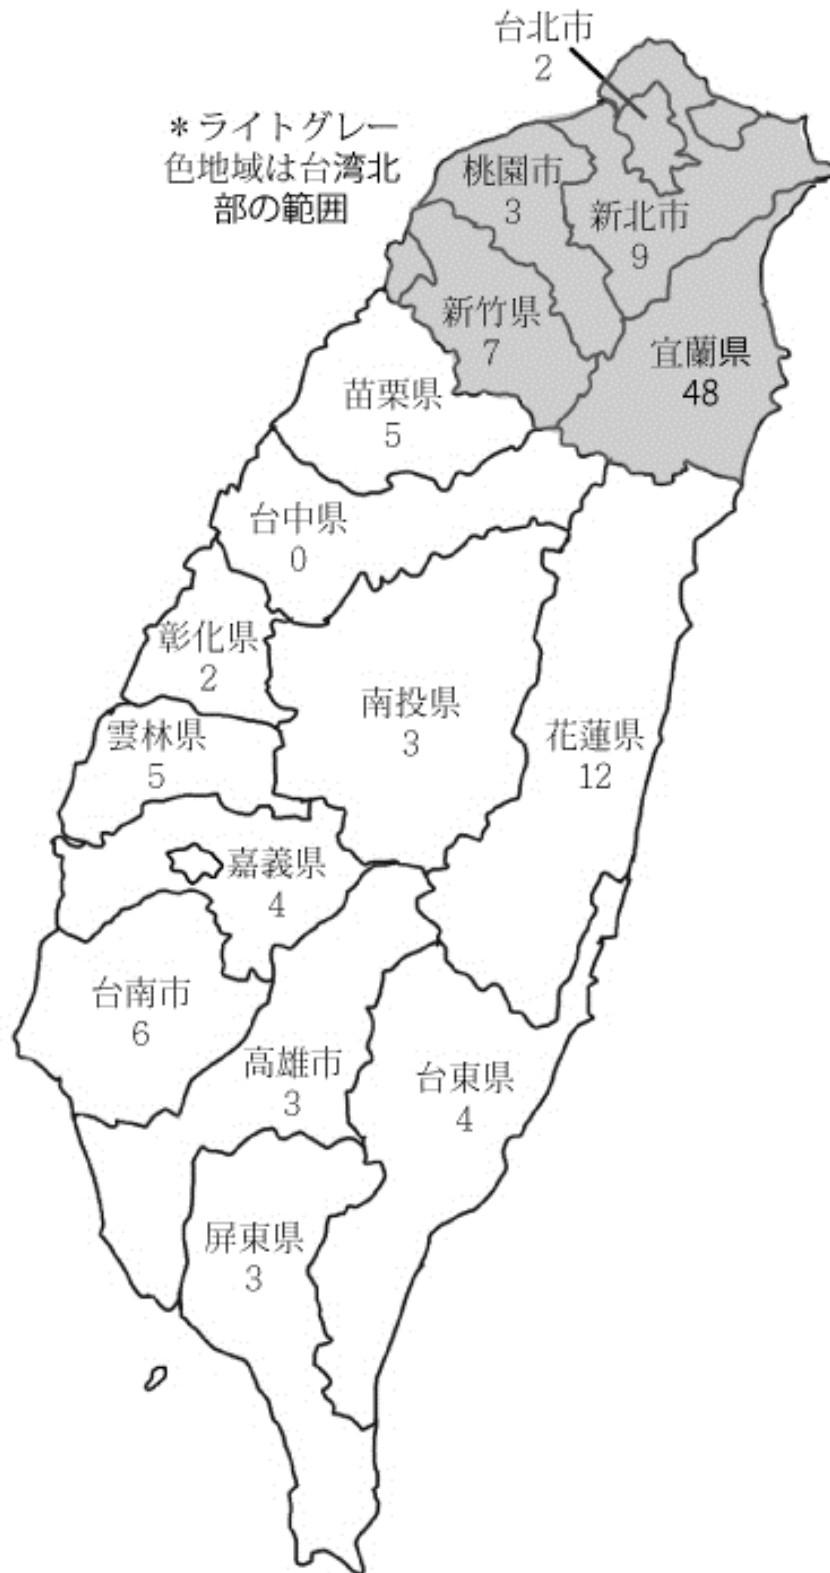 台北市
2
*ライトグレー
色地域は台湾北
部の範囲
桃園市
3
新北市
9
新竹県
7
宜蘭県
48
苗栗県
5
台中県
0
彰化県
2
南投県
3
雲林県
5
花蓮県
12
嘉義県
4
台南市
6
高雄市
3
台東県
4
屏東県
3